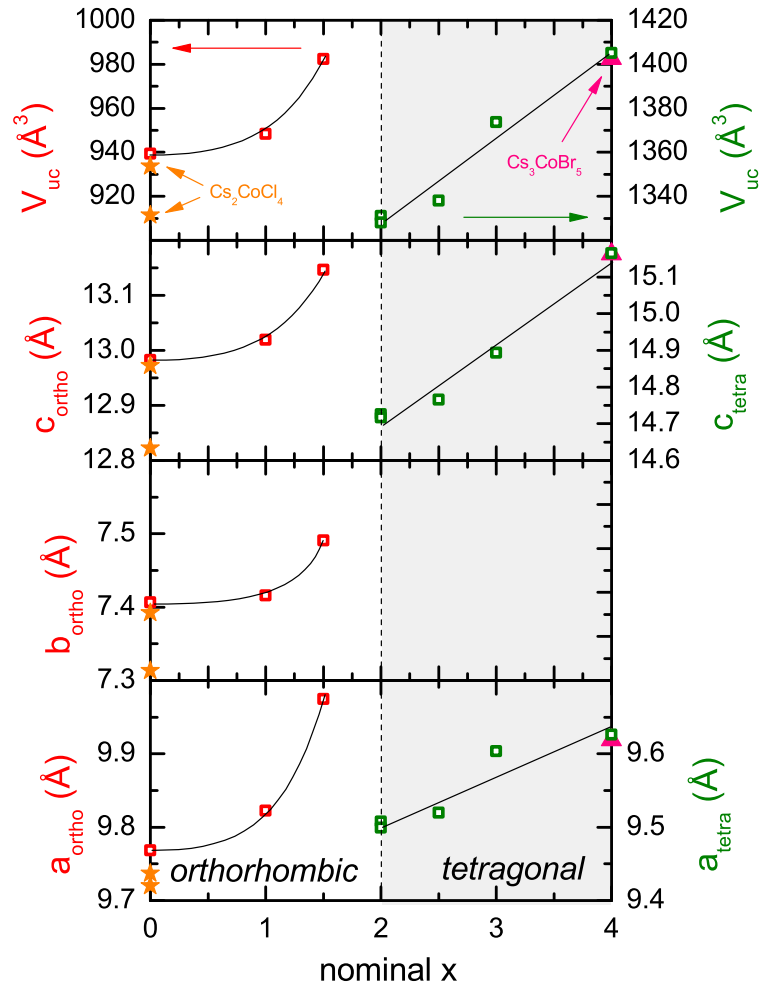 1000
980
960
940
920
V_uc (Å^3)
1420
1400
1380
1360
1340
V_uc (Å^3)
Cs_2CoCl_4
Cs_3CoBr_5
13.1
13.0
12.9
12.8
c_ortho (Å)
15.1
15.0
14.9
14.8
14.7
14.6
c_tetra (Å)
7.5
7.4
7.3
b_ortho (Å)
9.9
9.8
9.7
a_ortho (Å)
9.6
9.5
9.4
a_tetra (Å)
orthorhombic
tetragonal
0 1 2 3 4
nominal x